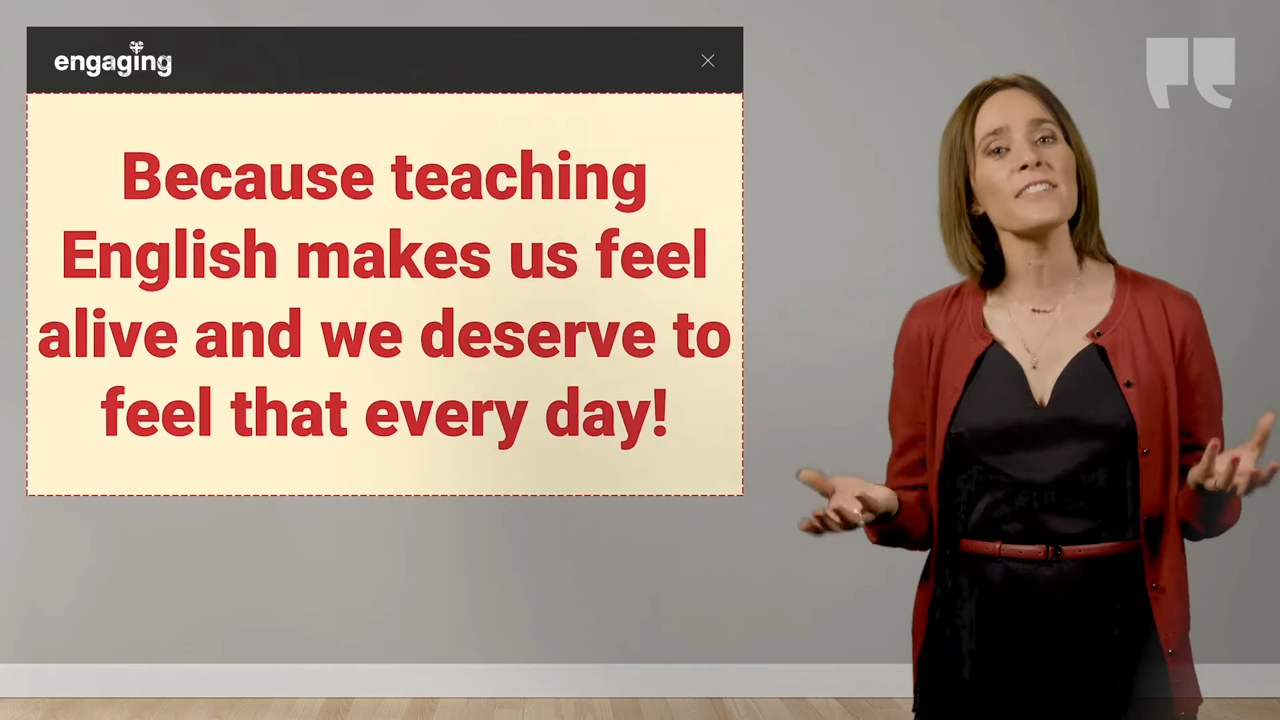 engaging
Because teaching
English makes us feel
alive and we deserve to
feel that every day!